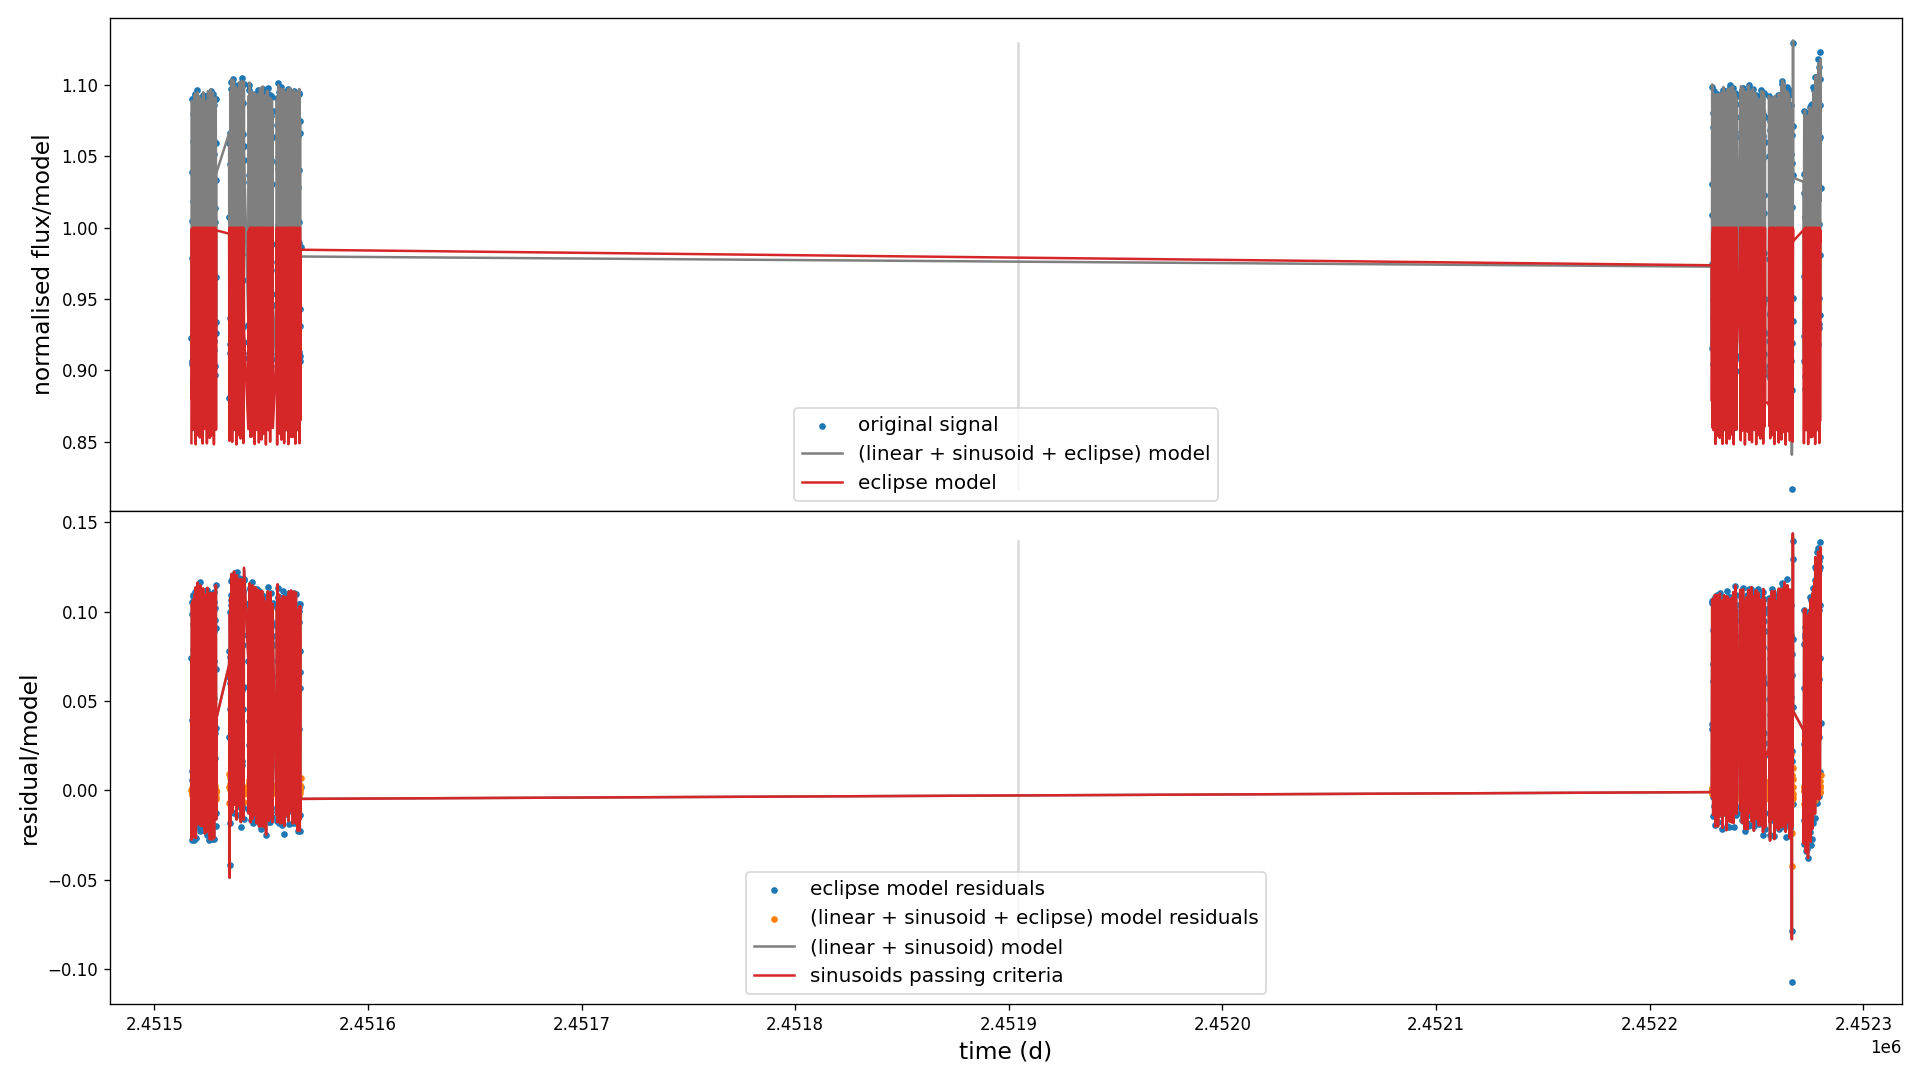 normalised flux/model
1.10
1.05
1.00
0.95
0.90
0.85
original signal
(linear + sinusoid + eclipse) model
eclipse model
residual/model
0.15
0.10
0.05
0.00
−0.05
−0.10
eclipse model residuals
(linear + sinusoid + eclipse) model residuals
(linear + sinusoid) model
sinusoids passing criteria
2.4515 2.4516 2.4517 2.4518 2.4519 2.4520 2.4521 2.4522 2.4523
1e6
time (d)